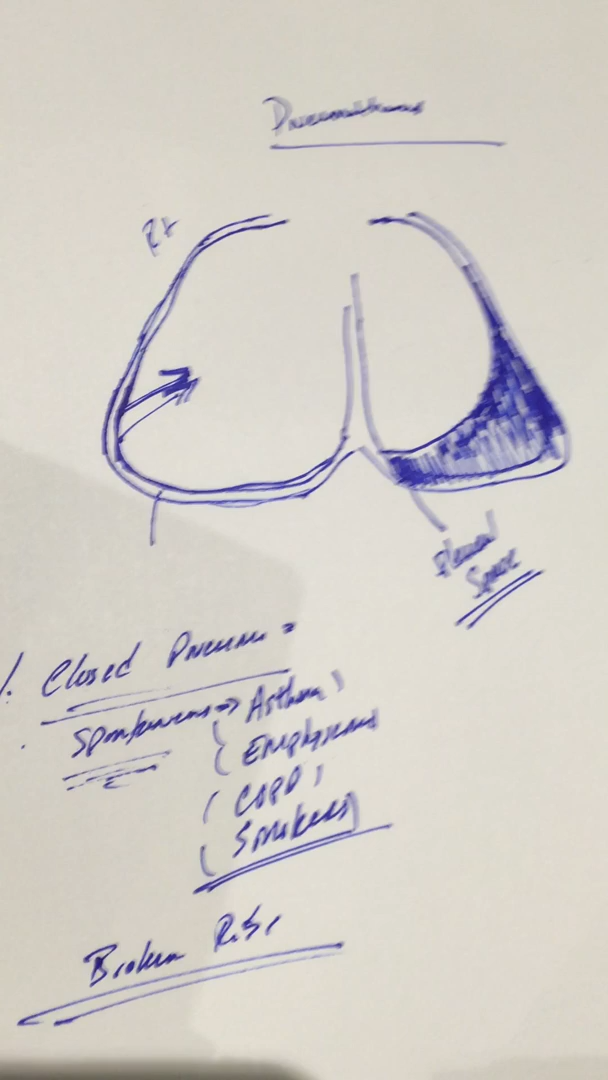 Pneumothorax
Rt
Pleural
Space
1. Closed Pneumo =
Spontaneous => Asthma
Emphysema
COPD
Smokers
Broken Ribs